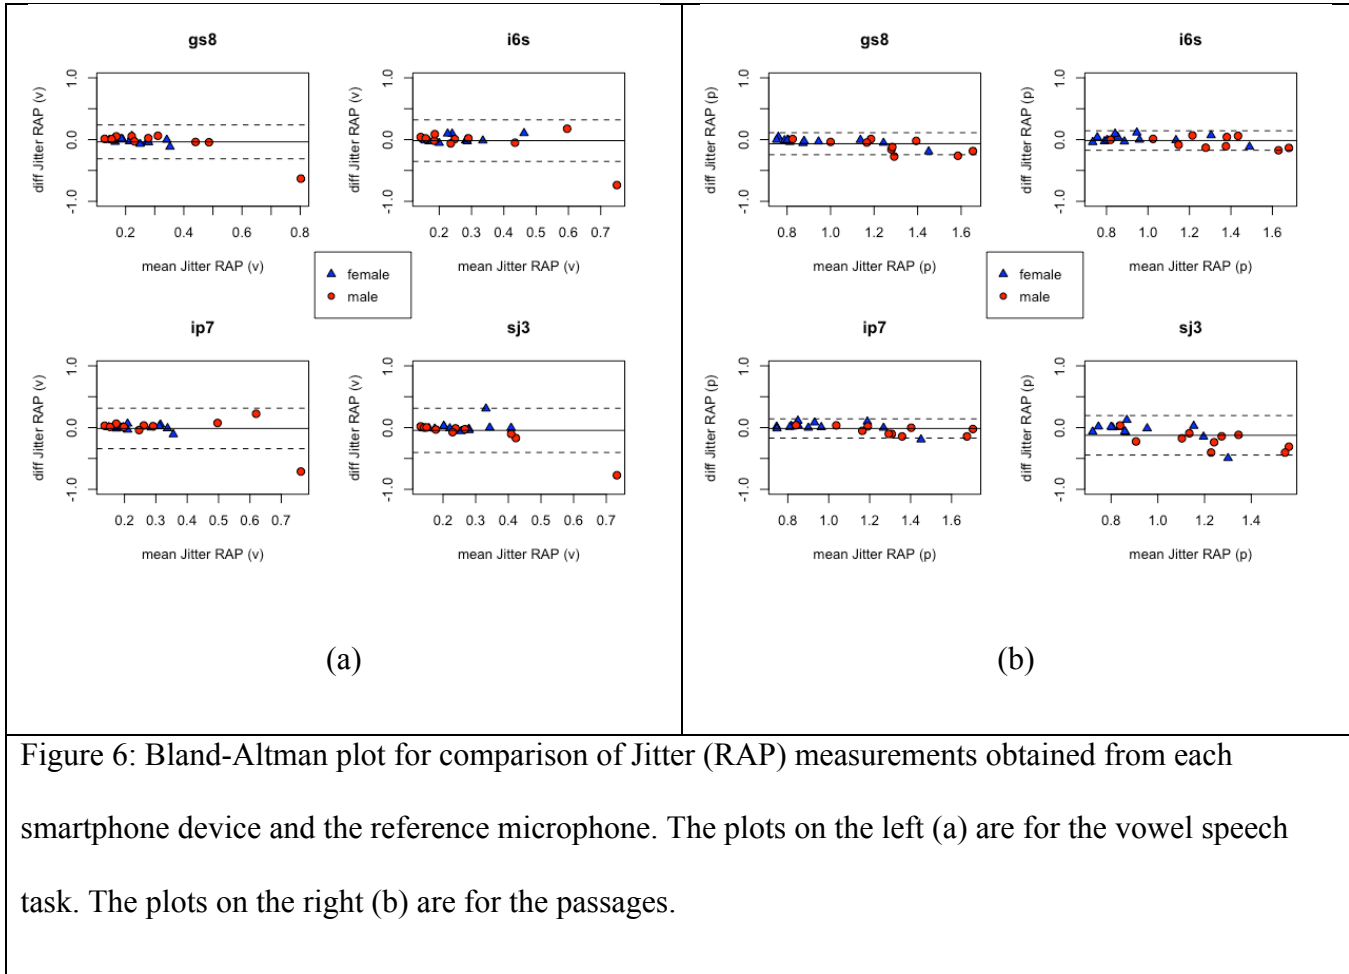 gs8
diff Jitter RAP (v)
1.0
0.0
-1.0
0.2 0.4 0.6 0.8
mean Jitter RAP (v)
i6s
diff Jitter RAP (v)
1.0
0.0
-1.0
0.2 0.3 0.4 0.5 0.6 0.7
mean Jitter RAP (v)
female
male
ip7
diff Jitter RAP (v)
1.0
0.0
-1.0
0.2 0.3 0.4 0.5 0.6 0.7
mean Jitter RAP (v)
sj3
diff Jitter RAP (v)
1.0
0.0
-1.0
0.2 0.3 0.4 0.5 0.6 0.7
mean Jitter RAP (v)
(a)
gs8
diff Jitter RAP (p)
1.0
0.0
-1.0
0.8 1.0 1.2 1.4 1.6
mean Jitter RAP (p)
i6s
diff Jitter RAP (p)
1.0
0.0
-1.0
0.8 1.0 1.2 1.4 1.6
mean Jitter RAP (p)
female
male
ip7
diff Jitter RAP (p)
1.0
0.0
-1.0
0.8 1.0 1.2 1.4 1.6
mean Jitter RAP (p)
sj3
diff Jitter RAP (p)
1.0
0.0
-1.0
0.8 1.0 1.2 1.4
mean Jitter RAP (p)
(b)
Figure 6: Bland-Altman plot for comparison of Jitter (RAP) measurements obtained from each
smartphone device and the reference microphone. The plots on the left (a) are for the vowel speech
task. The plots on the right (b) are for the passages.